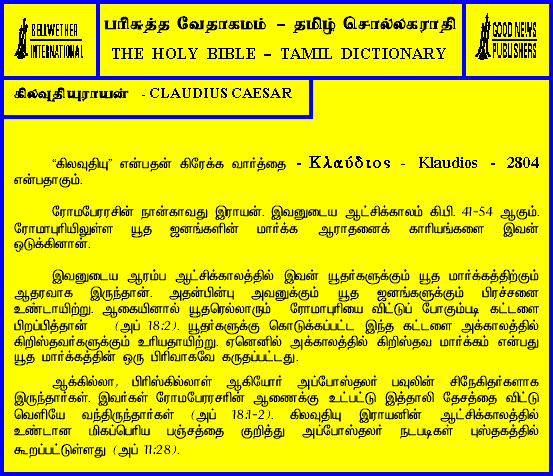 BELLWETHER
INTERNATIONAL
பரிசுத்த வேதாகமம் – தமிழ் சொல்லகராதி
THE HOLY BIBLE – TAMIL DICTIONARY
GOOD NEWS
PUBLISHERS
கிலவுதியுராயன் - CLAUDIUS CAESAR
“கிலவுதியு” என்பதன் கிரேக்க வார்த்தை - Κλαύδιος - Klaudios - 2804
என்பதாகும்.
ரோமாபேரரசின் நான்காவது இராயன். இவனுடைய ஆட்சிக்காலம் கி.பி. 41-54 ஆகும்.
ரோமாபுரியிலுள்ள யூத ஜனங்களின் மார்க்க ஆராதனைக் காரியங்களை இவன்
ஒடுக்கினான்.
இவனுடைய ஆரம்ப ஆட்சிக்காலத்தில் இவன் யூதர்களுக்கும் யூத மார்க்கத்திற்கும்
ஆதரவாக இருந்தான். அதன்பின்பு அவனுக்கும் யூத ஜனங்களுக்கும் பிரச்சனை
உண்டாயிற்று. ஆகையினால் யூதரெல்லாரும் ரோமாபுரியை விட்டுப் போகும்படி கட்டளை
பிறப்பித்தான் (அப் 18:2). யூதர்களுக்கு கொடுக்கப்பட்ட இந்த கட்டளை அக்காலத்தில்
கிறிஸ்தவர்களுக்கும் உரியதாயிற்று. ஏனெனில் அக்காலத்தில் கிறிஸ்தவ மார்க்கம் என்பது
யூத மார்க்கத்தின் ஒரு பிரிவாகவே கருதப்பட்டது.
ஆக்கில்லா, பிரிஸ்கில்லாள் ஆகியோர் அப்போஸ்தலர் பவுலின் சிநேகிதர்களாக
இருந்தார்கள். இவர்கள் ரோமபேரரசரின் ஆணைக்கு உட்பட்டு இத்தாலி தேசத்தை விட்டு
வெளியே வந்திருந்தார்கள் (அப் 18:1-2). கிலவுதியு இராயனின் ஆட்சிக்காலத்தில்
உண்டான மிகப்பெரிய பஞ்சத்தை குறித்து அப்போஸ்தலர் நடபடிகள் புஸ்தகத்தில்
கூறப்பட்டுள்ளது (அப் 11:28).